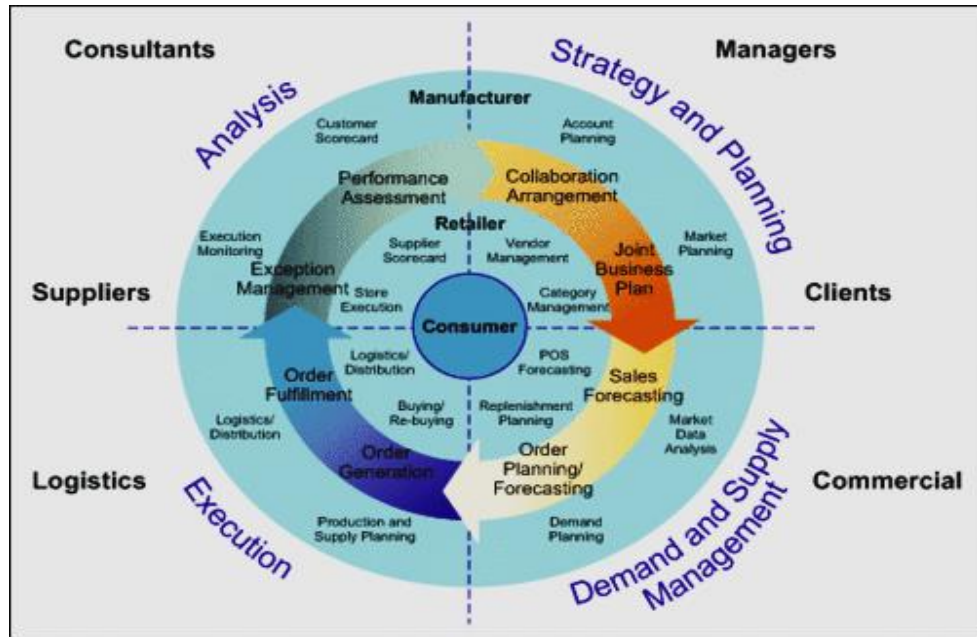 Consultants
Managers
Analysis
Strategy and Planning
Manufacturer
Customer
Scorecard
Account
Planning
Performance
Assessment
Collaboration
Arrangement
Retailer
Execution
Monitoring
Supplier
Scorecard
Vendor
Management
Market
Planning
Exception
Management
Joint
Business
Plan
Suppliers
Store
Execution
Category
Management
Clients
Consumer
Logistics/
Distribution
POS
Forecasting
Order
Fulfillment
Sales
Forecasting
Logistics/
Distribution
Buying/
Re-buying
Replenishment
Planning
Market
Data
Analysis
Order
Generation
Order
Planning/
Forecasting
Logistics
Commercial
Production and
Supply Planning
Demand
Planning
Execution
Demand and Supply
Management